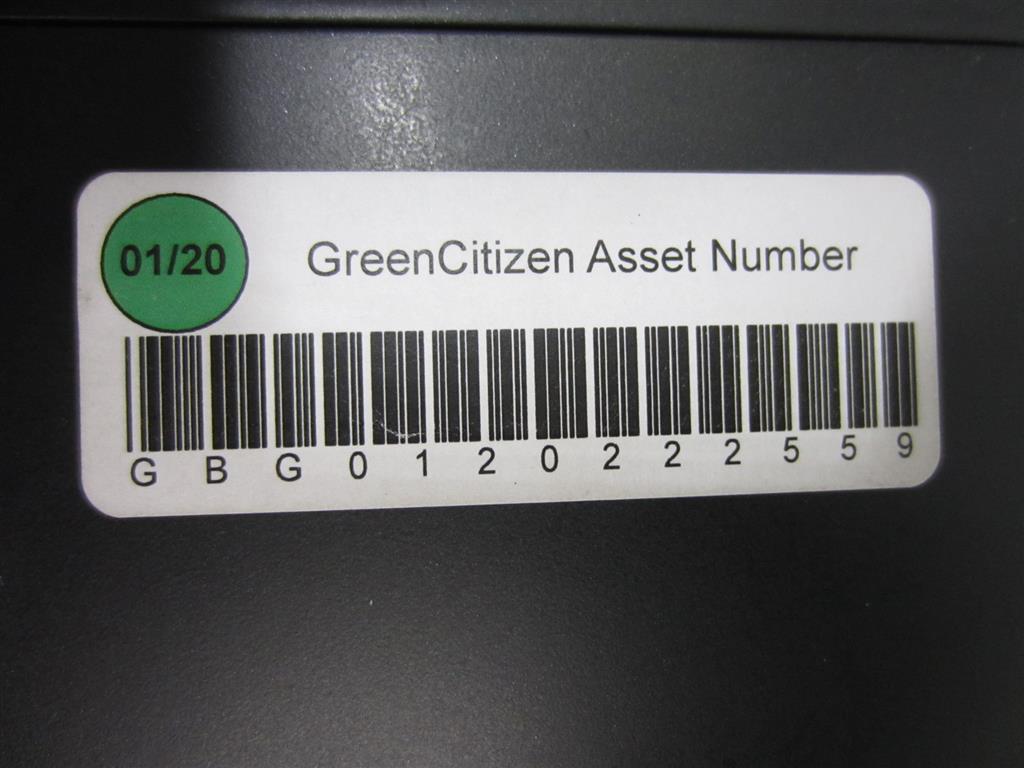 01/20
GreenCitizen Asset Number
G B G 0 1 2 0 2 2 2 5 5 9